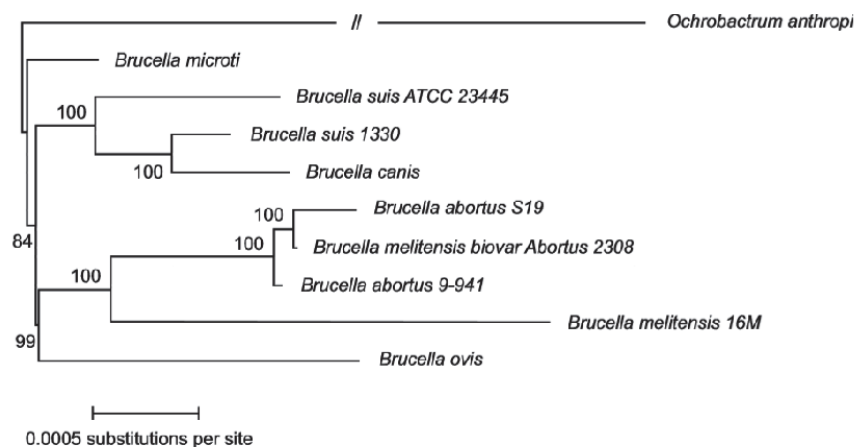 //
Ochrobactrum anthropi
Brucella microti
Brucella suis ATCC 23445
100
Brucella suis 1330
100
Brucella canis
Brucella abortus S19
100
Brucella melitensis biovar Abortus 2308
100
84
Brucella abortus 9-941
100
Brucella melitensis 16M
99
Brucella ovis
0.0005 substitutions per site